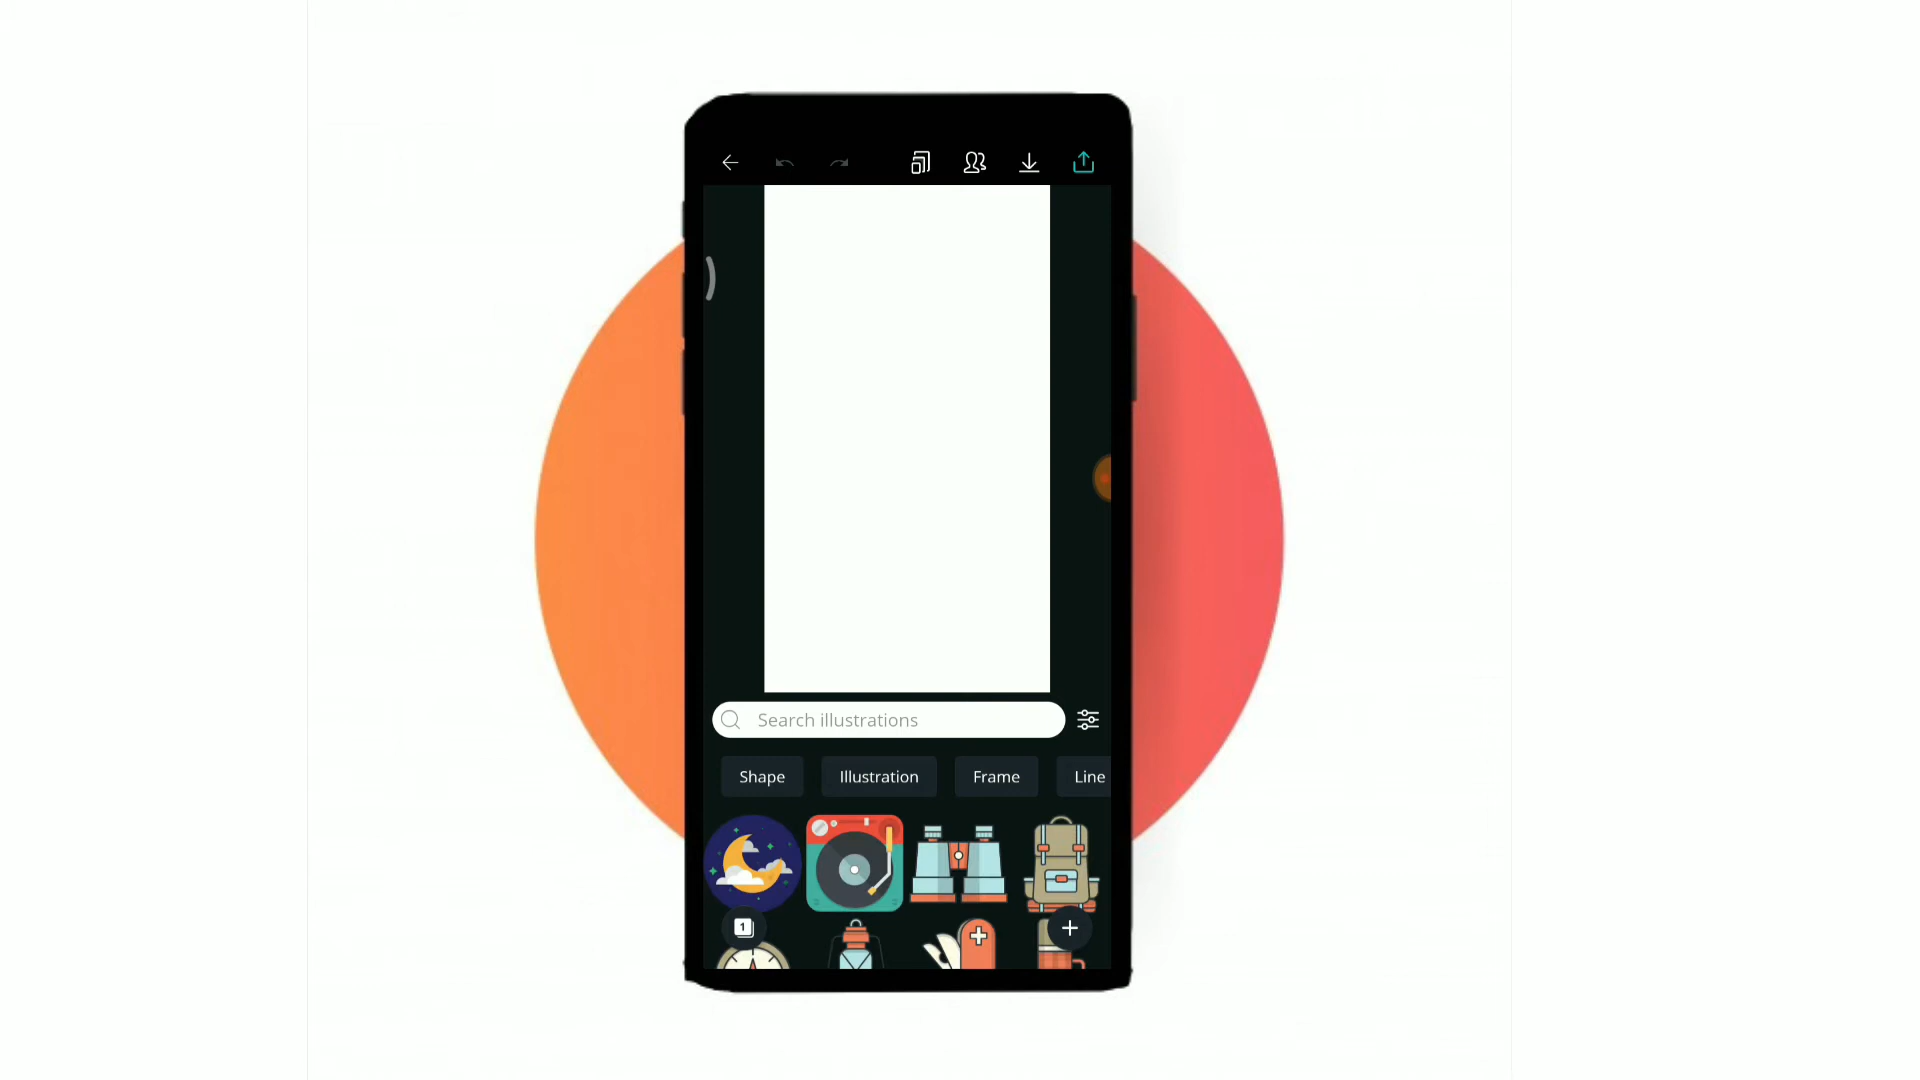 Search illustrations
Shape
Illustration
Frame
Line
1